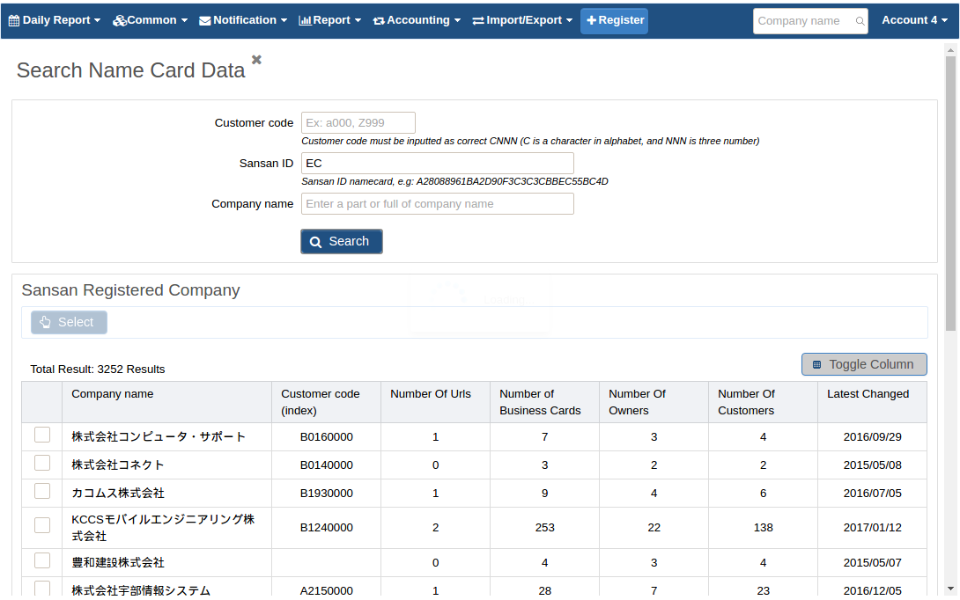 Daily Report Common Notification Report Accounting Import/Export Register Company name Account 4
Search Name Card Data
Customer code Ex: a000, Z999
Customer code must be inputted as correct CNNN (C is a character in alphabet, and NNN is three number)
Sansan ID EC
Sansan ID namecard, e.g: A28088961BA2D90F3C3C3CBBEC55BC4D
Company name Enter a part or full of company name
Search
Sansan Registered Company
Select
Total Result: 3252 Results
Toggle Column
Company name Customer code (index) Number Of Urls Number of Business Cards Number Of Owners Number Of Customers Latest Changed
株式会社コンピュータ・サポート B0160000 1 7 3 4 2016/09/29
株式会社コネクト B0140000 0 3 2 2 2015/05/08
カコムス株式会社 B1930000 1 9 4 6 2016/07/05
KCCSモバイルエンジニアリング株式会社 B1240000 2 253 22 138 2017/01/12
豊和建設株式会社 0 4 3 4 2015/05/07
株式会社宇部情報システム A2150000 1 28 7 23 2016/12/05